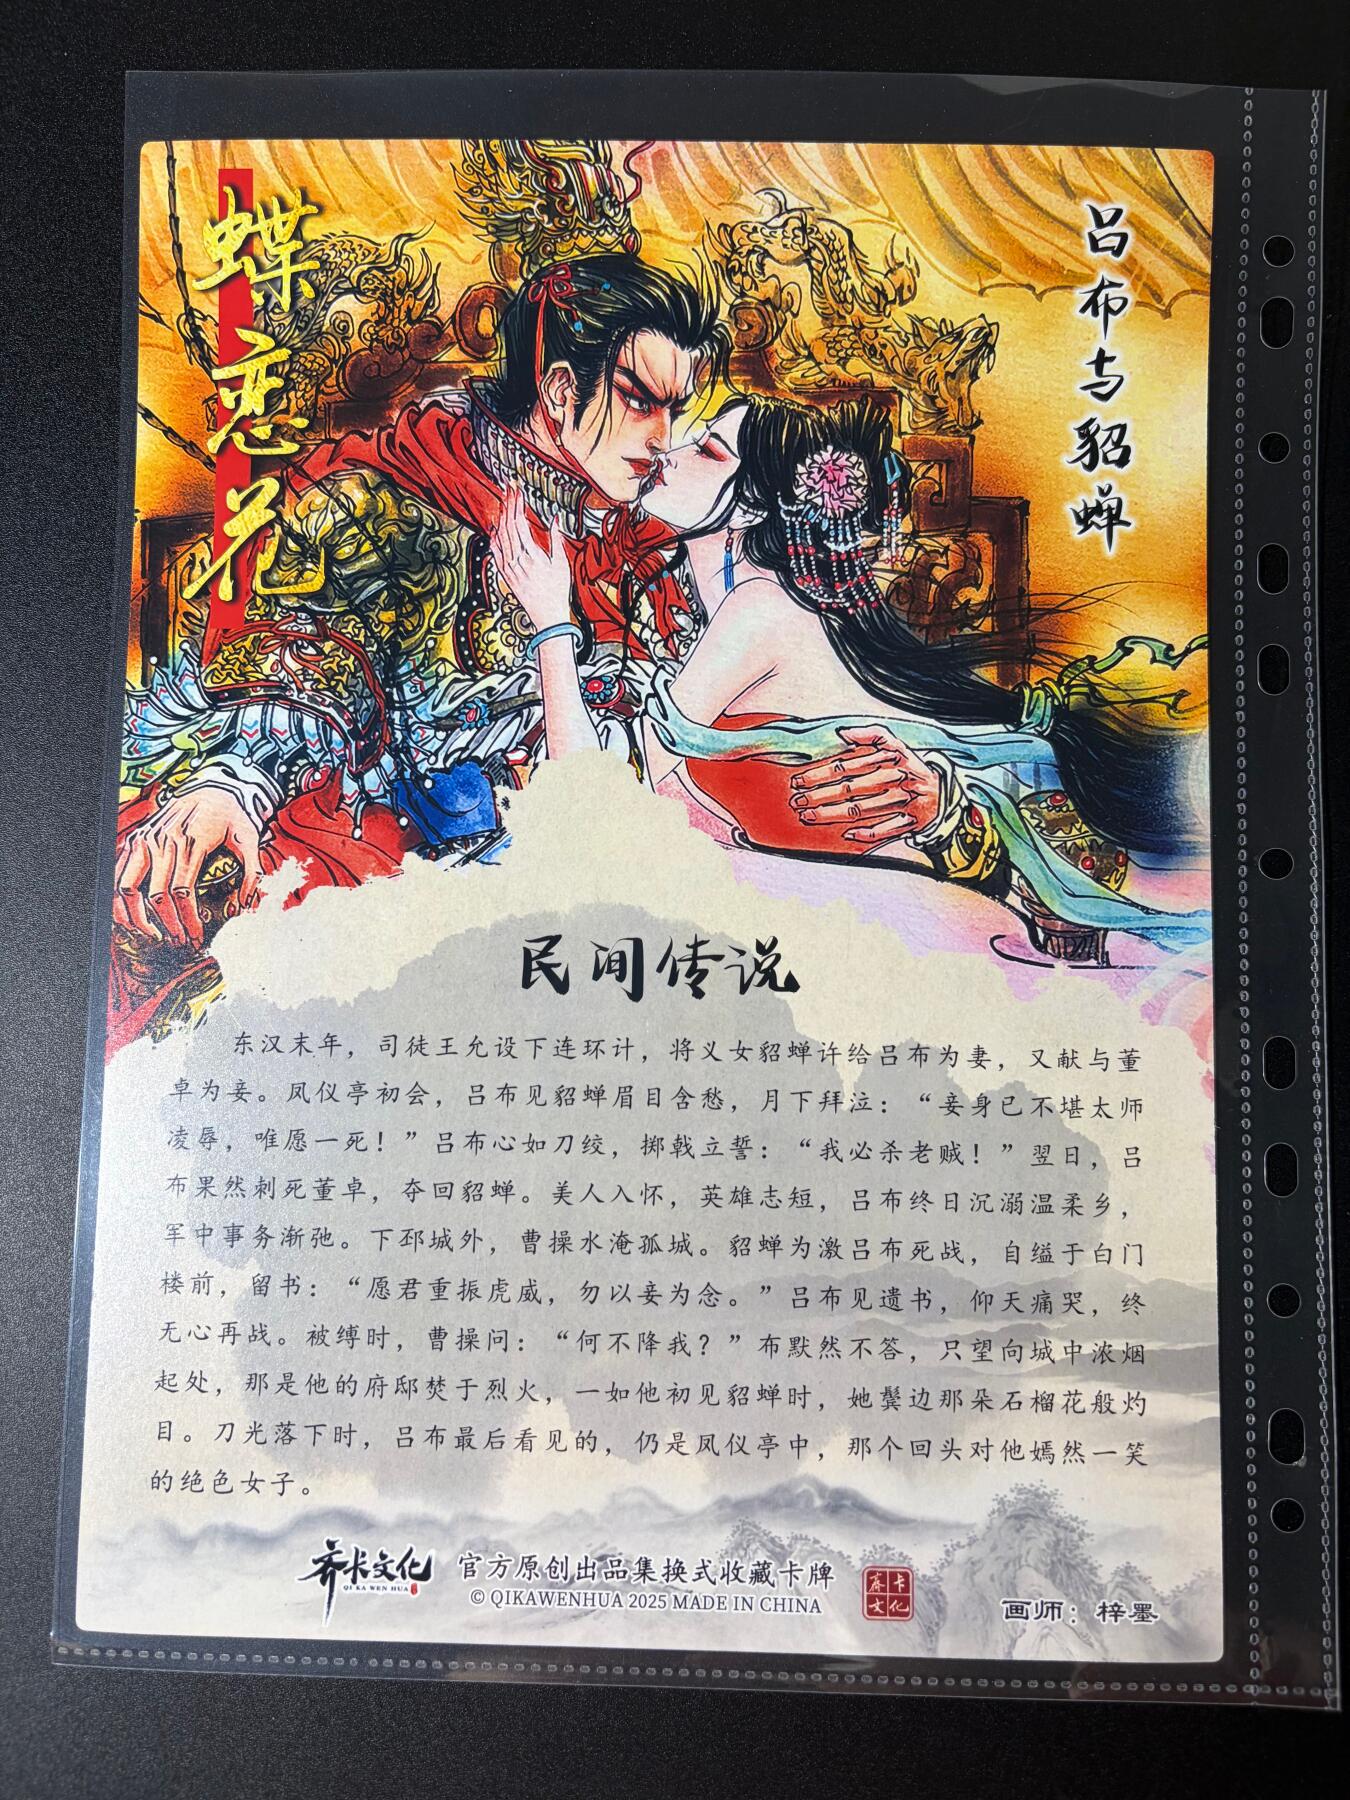 蝶恋花
吕布与貂蝉
民间传说
东汉末年，司徒王允设下连环计，将义女貂蝉许给吕布为妻，又献与董
卓为妾。凤仪亭初会，吕布见貂蝉眉目含愁，月下拜泣：“妾身已不堪太师
凌辱，唯愿一死！”吕布心如刀绞，掷戟立誓：“我必杀老贼！”翌日，吕
布果然刺死董卓，夺回貂蝉。美人入怀，英雄志短，吕布终日沉溺温柔乡，
军中事务渐弛。下邳城外，曹操水淹孤城。貂蝉为激吕布死战，自缢于白门
楼前，留书：“愿君重振虎威，勿以妾为念。”吕布见遗书，仰天痛哭，终
无心再战。被缚时，曹操问：“何不降我？”布默然不答，只望向城中浓烟
起处，那是他的府邸焚于烈火，一如他初见貂蝉时，她鬓边那朵石榴花般灼
目。刀光落下时，吕布最后看见的，仍是凤仪亭中，那个回头对他嫣然一笑
的绝色女子。
齐卡文化
QI KA WEN HUA
官方原创出品集换式收藏卡牌
© QIKAWENHUA 2025 MADE IN CHINA
齐卡
文化
画师：梓墨